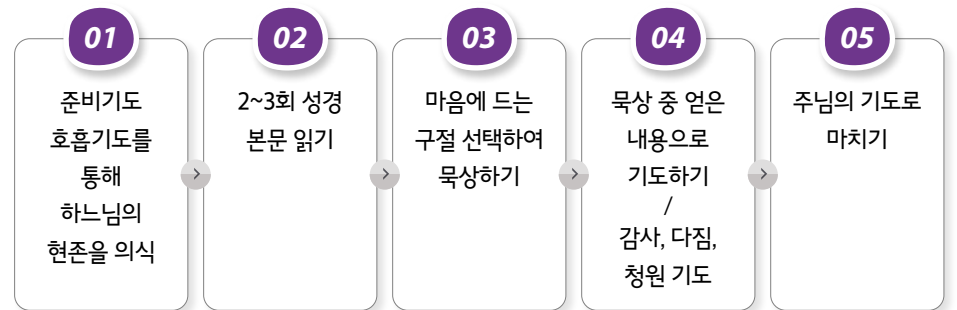 01
준비기도
호흡기도를
통해
하느님의
현존을 의식
02
2~3회 성경
본문 읽기
03
마음에 드는
구절 선택하여
묵상하기
04
묵상 중 얻은
내용으로
기도하기
/
감사, 다짐,
청원 기도
05
주님의 기도로
마치기